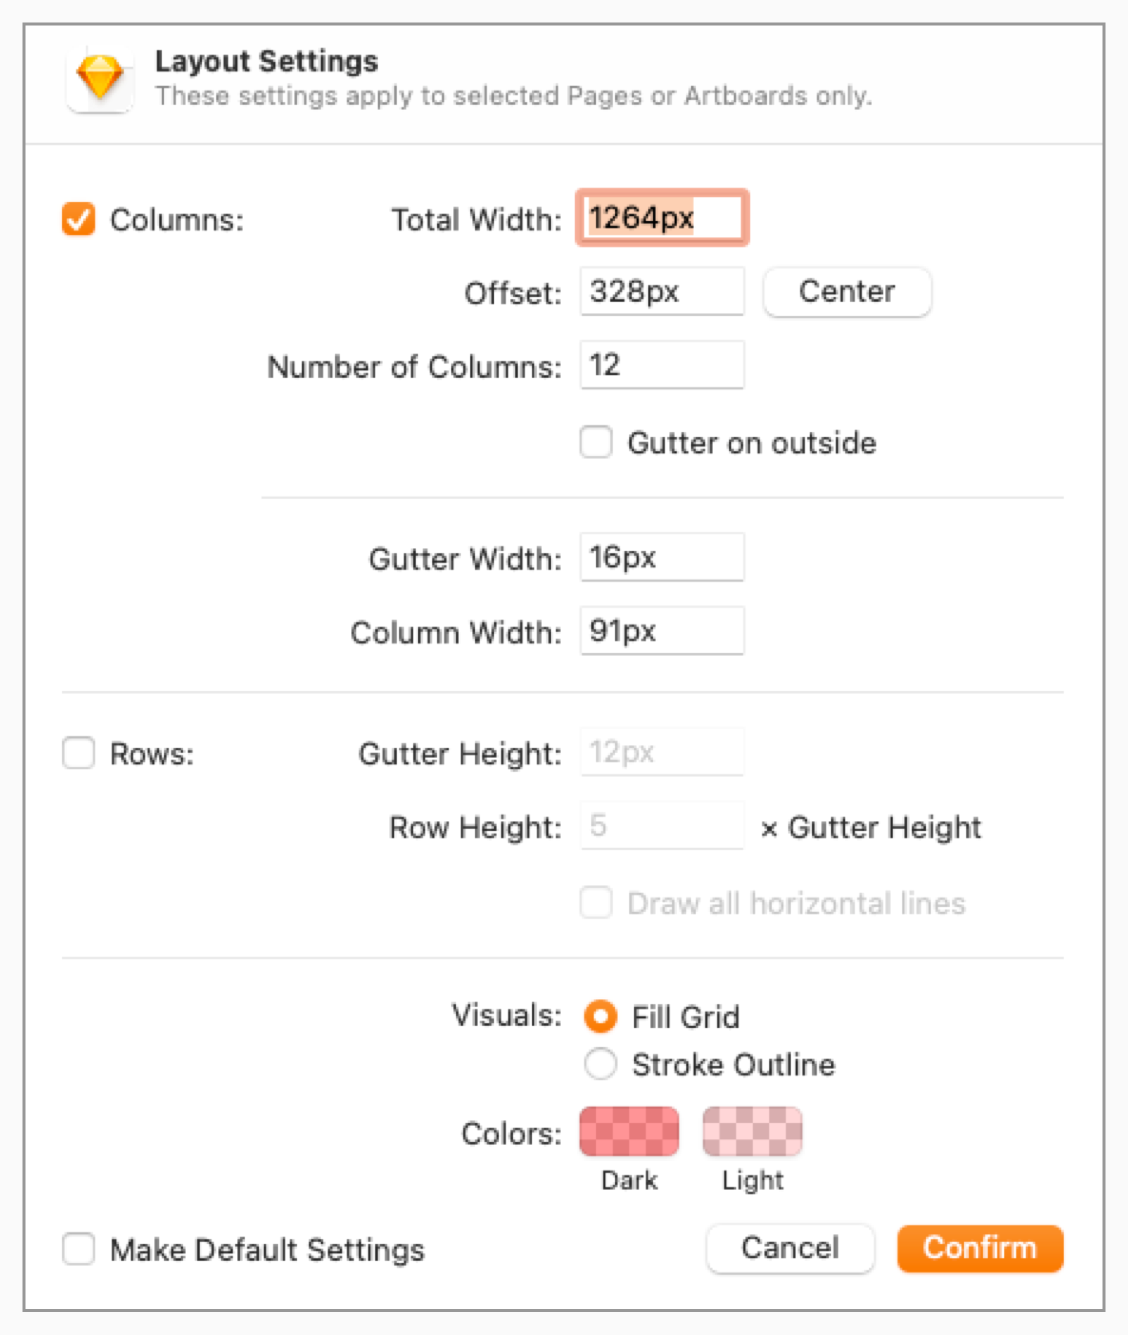 Layout Settings
These settings apply to selected Pages or Artboards only.
Columns: Total Width: 1264px
Offset: 328px Center
Number of Columns: 12
Gutter on outside
Gutter Width: 16px
Column Width: 91px
Rows: Gutter Height: 12px
Row Height: 5 × Gutter Height
Draw all horizontal lines
Visuals: Fill Grid
Stroke Outline
Colors:
Dark Light
Make Default Settings Cancel Confirm